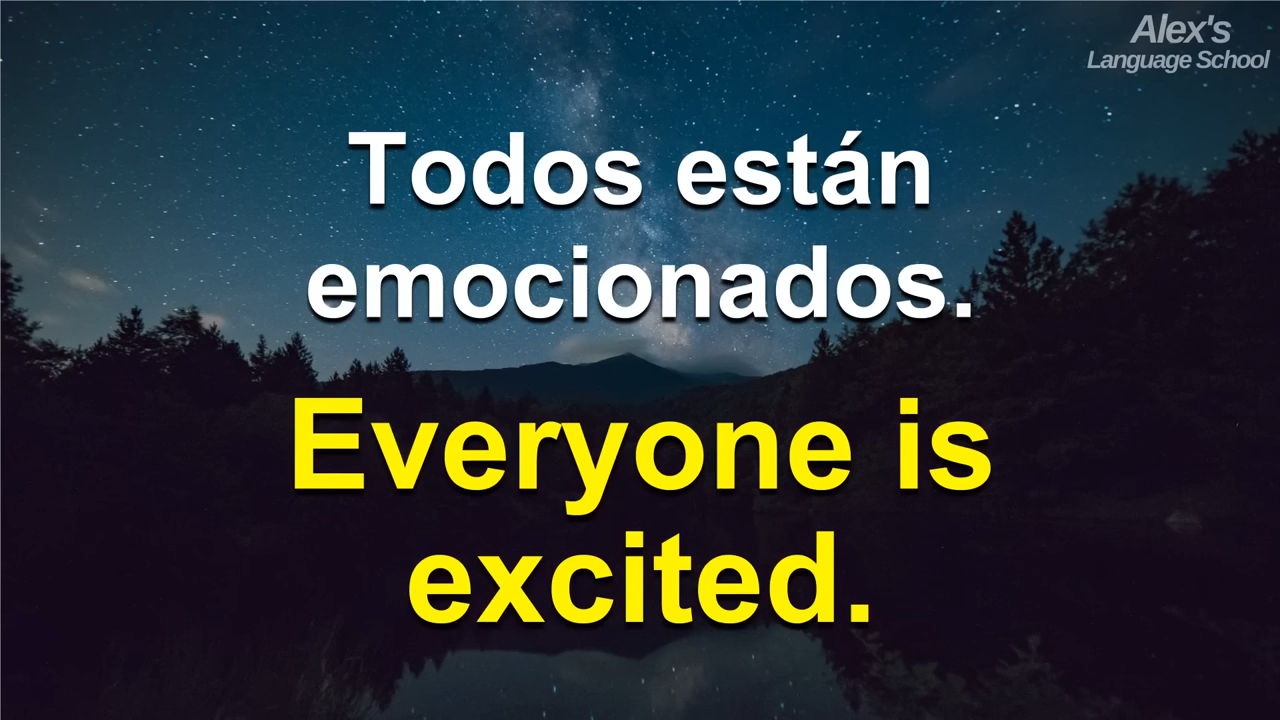 Alex's
Language School
Todos están
emocionados.
Everyone is
excited.